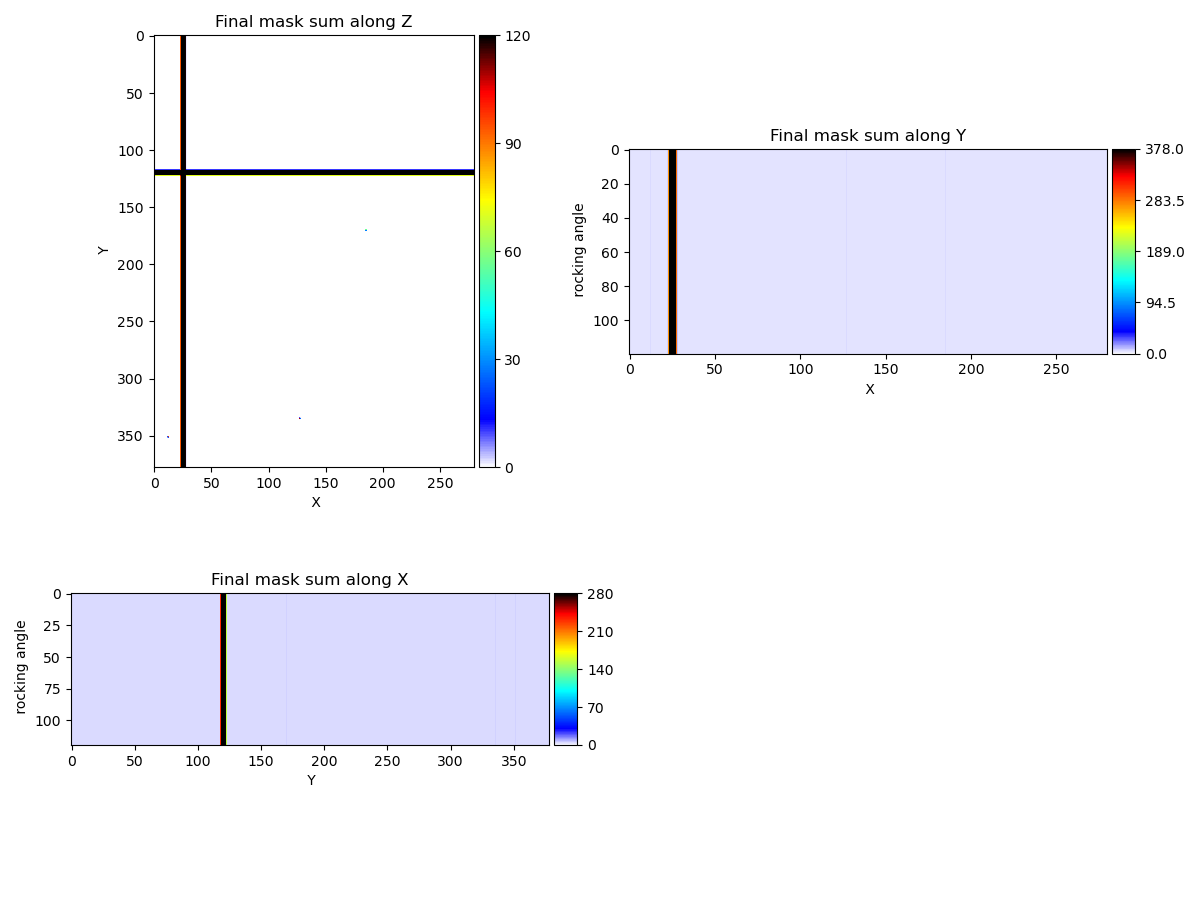 Final mask sum along Z
0
50
100
150
200
250
300
350
Y
0 50 100 150 200 250
X
120
90
60
30
0
Final mask sum along Y
0
20
40
60
80
100
rocking angle
0 50 100 150 200 250
X
378.0
283.5
189.0
94.5
0.0
Final mask sum along X
0
25
50
75
100
rocking angle
0 50 100 150 200 250 300 350
Y
280
210
140
70
0